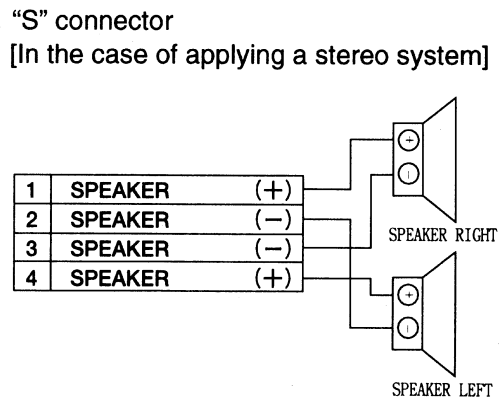 “S” connector
[In the case of applying a stereo system]
1 SPEAKER (+)
2 SPEAKER (−)
3 SPEAKER (−)
4 SPEAKER (+)
+
−
SPEAKER RIGHT
+
−
SPEAKER LEFT